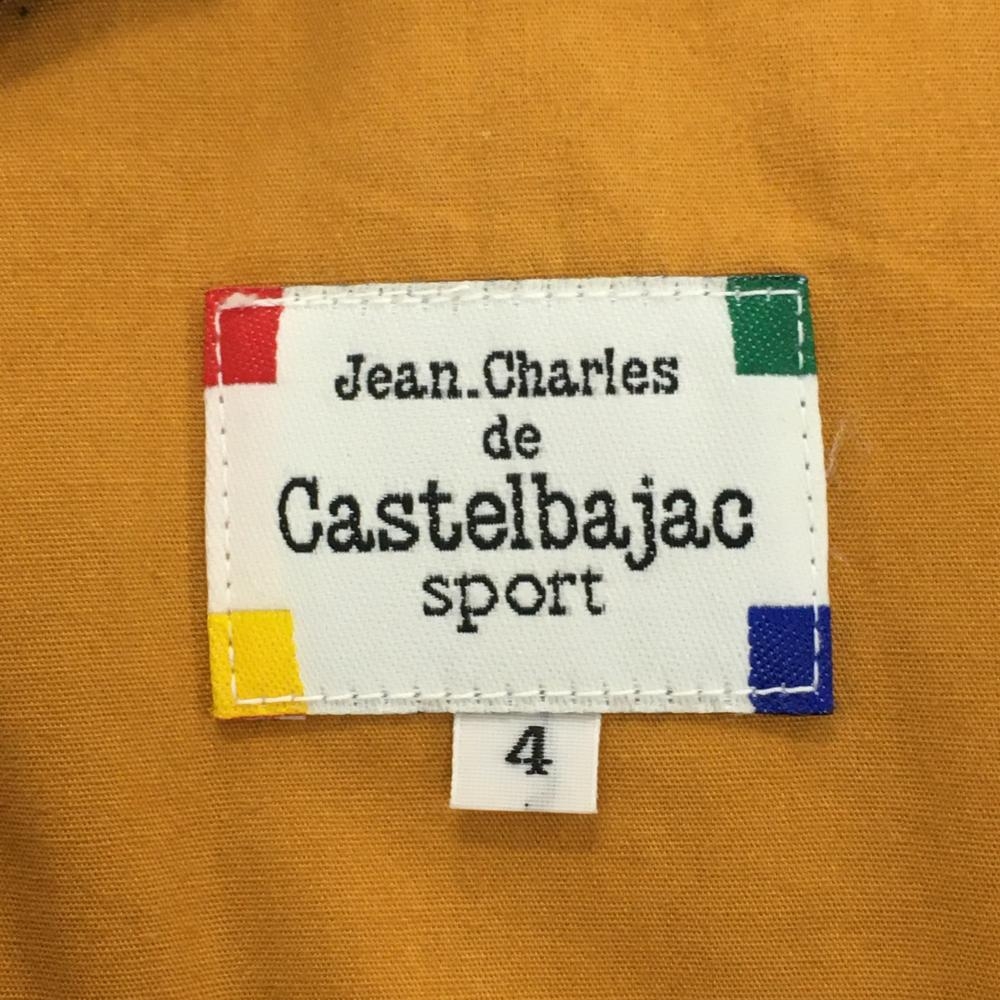 Jean.Charles
de
Castelbajac
sport
4